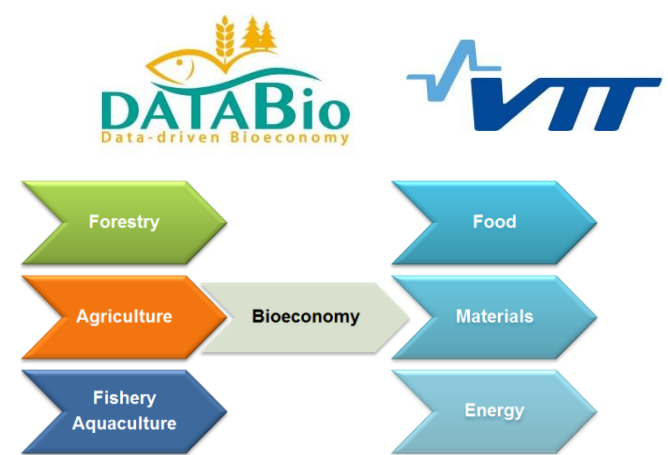 DATABio
Data-driven Bioeconomy
VTT
Forestry
Food
Agriculture
Bioeconomy
Materials
Fishery
Aquaculture
Energy